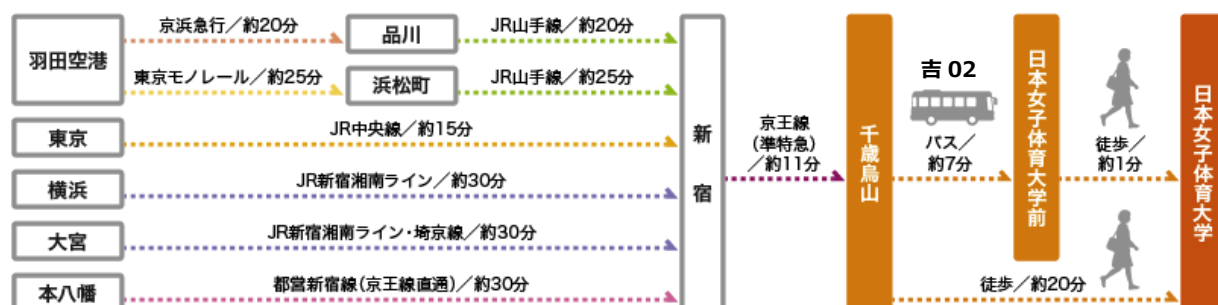 羽田空港
京浜急行／約20分
品川
JR山手線／約20分
東京モノレール／約25分
浜松町
JR山手線／約25分
東京
JR中央線／約15分
横浜
JR新宿湘南ライン／約30分
大宮
JR新宿湘南ライン・埼京線／約30分
本八幡
都営新宿線（京王線直通）／約30分
新宿
京王線
（準特急）
／約11分
千歳烏山
吉 02
バス／
約7分
日本女子体育大学前
徒歩／
約1分
徒歩／約20分
日本女子体育大学